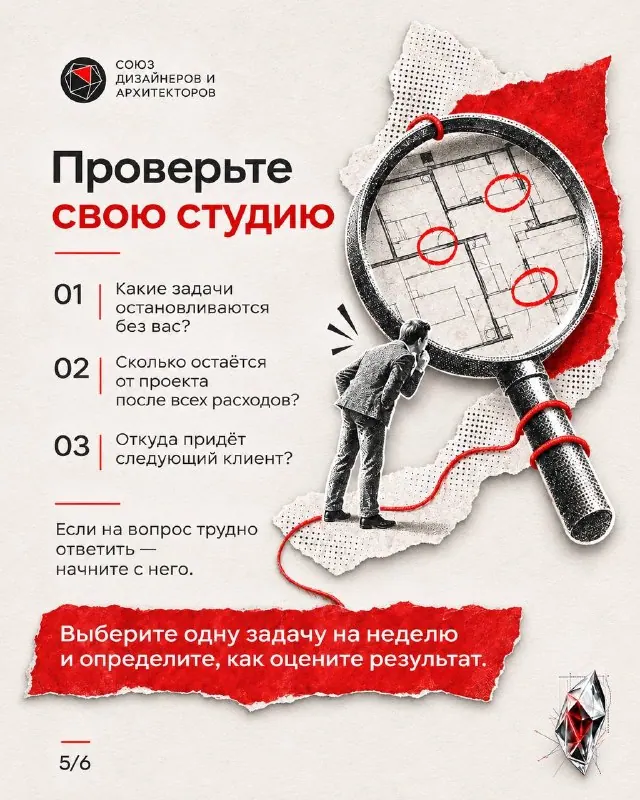 СОЮЗ
ДИЗАЙНЕРОВ И
АРХИТЕКТОРОВ
Проверьте
свою студию
01
Какие задачи
остановливаются
без вас?
02
Сколько остаётся
от проекта
после всех расходов?
03
Откуда придёт
следующий клиент?
Если на вопрос трудно
ответить —
начните с него.
Выберите одну задачу на неделю
и определите, как оцените результат.
5/6